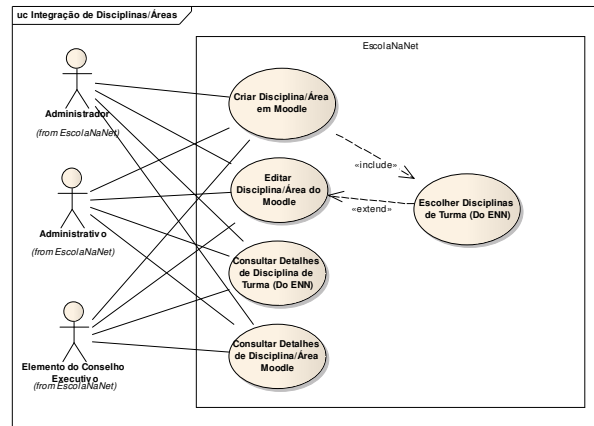 uc Integração de Disciplinas/Áreas
EscolaNaNet
Administrador
(from EscolaNaNet)
Criar Disciplina/Área
em Moodle
«include»
Administrativo
(from EscolaNaNet)
Editar
Disciplina/Área do
Moodle
«extend»
Escolher Disciplinas
de Turma (Do ENN)
Consultar Detalhes
de Disciplina de
Turma (Do ENN)
Elemento do Conselho
Executivo
(from EscolaNaNet)
Consultar Detalhes
de Disciplina/Área
Moodle